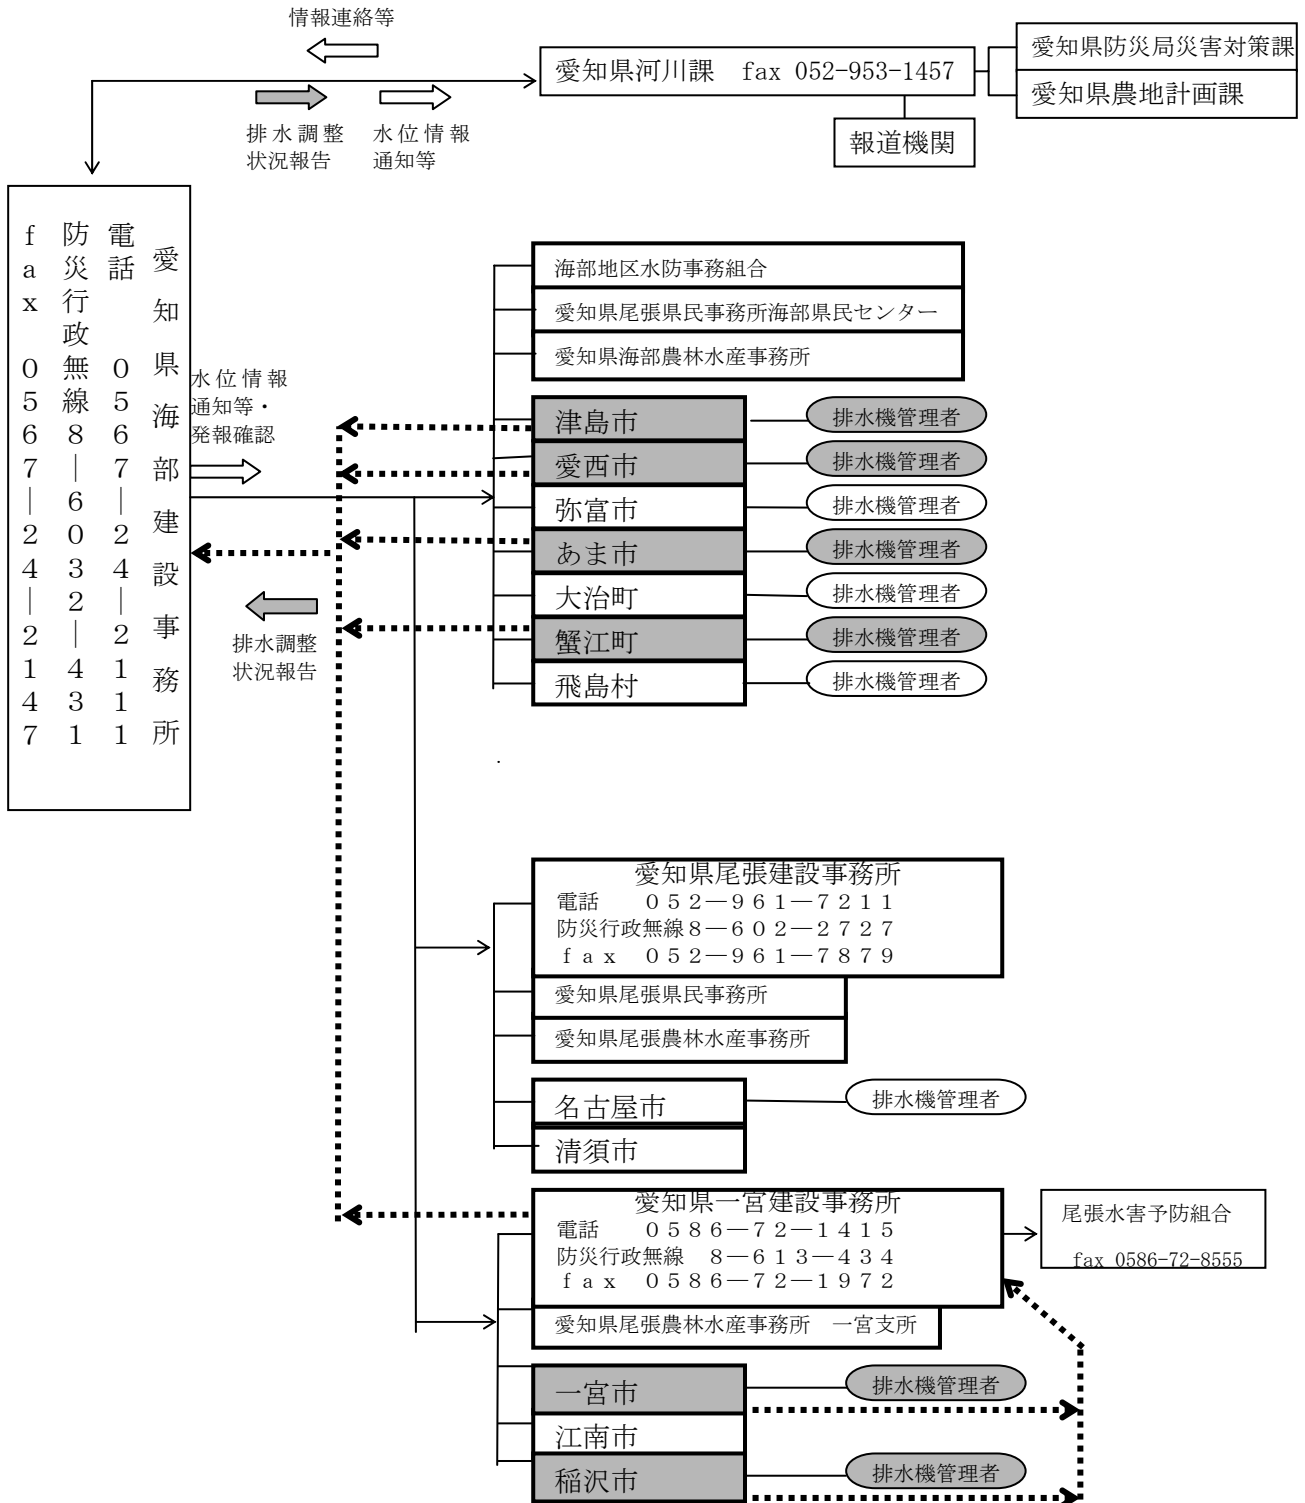 情報連絡等
愛知県河川課　fax 052-953-1457
愛知県防災局災害対策課
愛知県農地計画課
報道機関
排水調整
状況報告
水位情報
通知等
愛知県海部建設事務所
電話　０５６７―２４―２１１１
防災行政無線８―６０３２―４３１
ｆａｘ　０５６７―２４―２１４７
水位情報
通知等・
発報確認
排水調整
状況報告
海部地区水防事務組合
愛知県尾張県民事務所海部県民センター
愛知県海部農林水産事務所
津島市
排水機管理者
愛西市
排水機管理者
弥富市
排水機管理者
あま市
排水機管理者
大治町
排水機管理者
蟹江町
排水機管理者
飛島村
排水機管理者
愛知県尾張建設事務所
電話　０５２―９６１―７２１１
防災行政無線８―６０２―２７２７
ｆａｘ　０５２―９６１―７８７９
愛知県尾張県民事務所
愛知県尾張農林水産事務所
名古屋市
排水機管理者
清須市
愛知県一宮建設事務所
電話　０５８６―７２―１４１５
防災行政無線　８―６１３―４３４
ｆａｘ　０５８６―７２―１９７２
尾張水害予防組合
fax 0586-72-8555
愛知県尾張農林水産事務所　一宮支所
一宮市
排水機管理者
江南市
稲沢市
排水機管理者